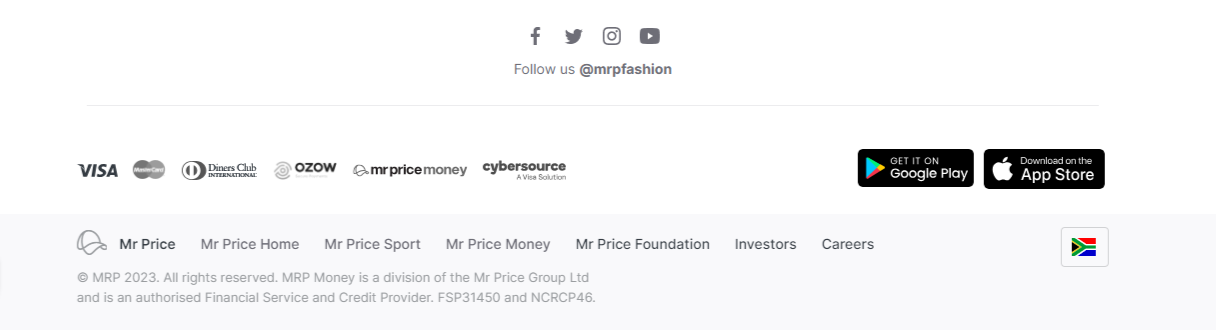 Follow us @mrpfashion
VISA MasterCard Diners Club INTERNATIONAL OZOW mr price money cybersource A Visa Solution
GET IT ON Google Play Download on the App Store
Mr Price Mr Price Home Mr Price Sport Mr Price Money Mr Price Foundation Investors Careers
© MRP 2023. All rights reserved. MRP Money is a division of the Mr Price Group Ltd
and is an authorised Financial Service and Credit Provider. FSP31450 and NCRCP46.